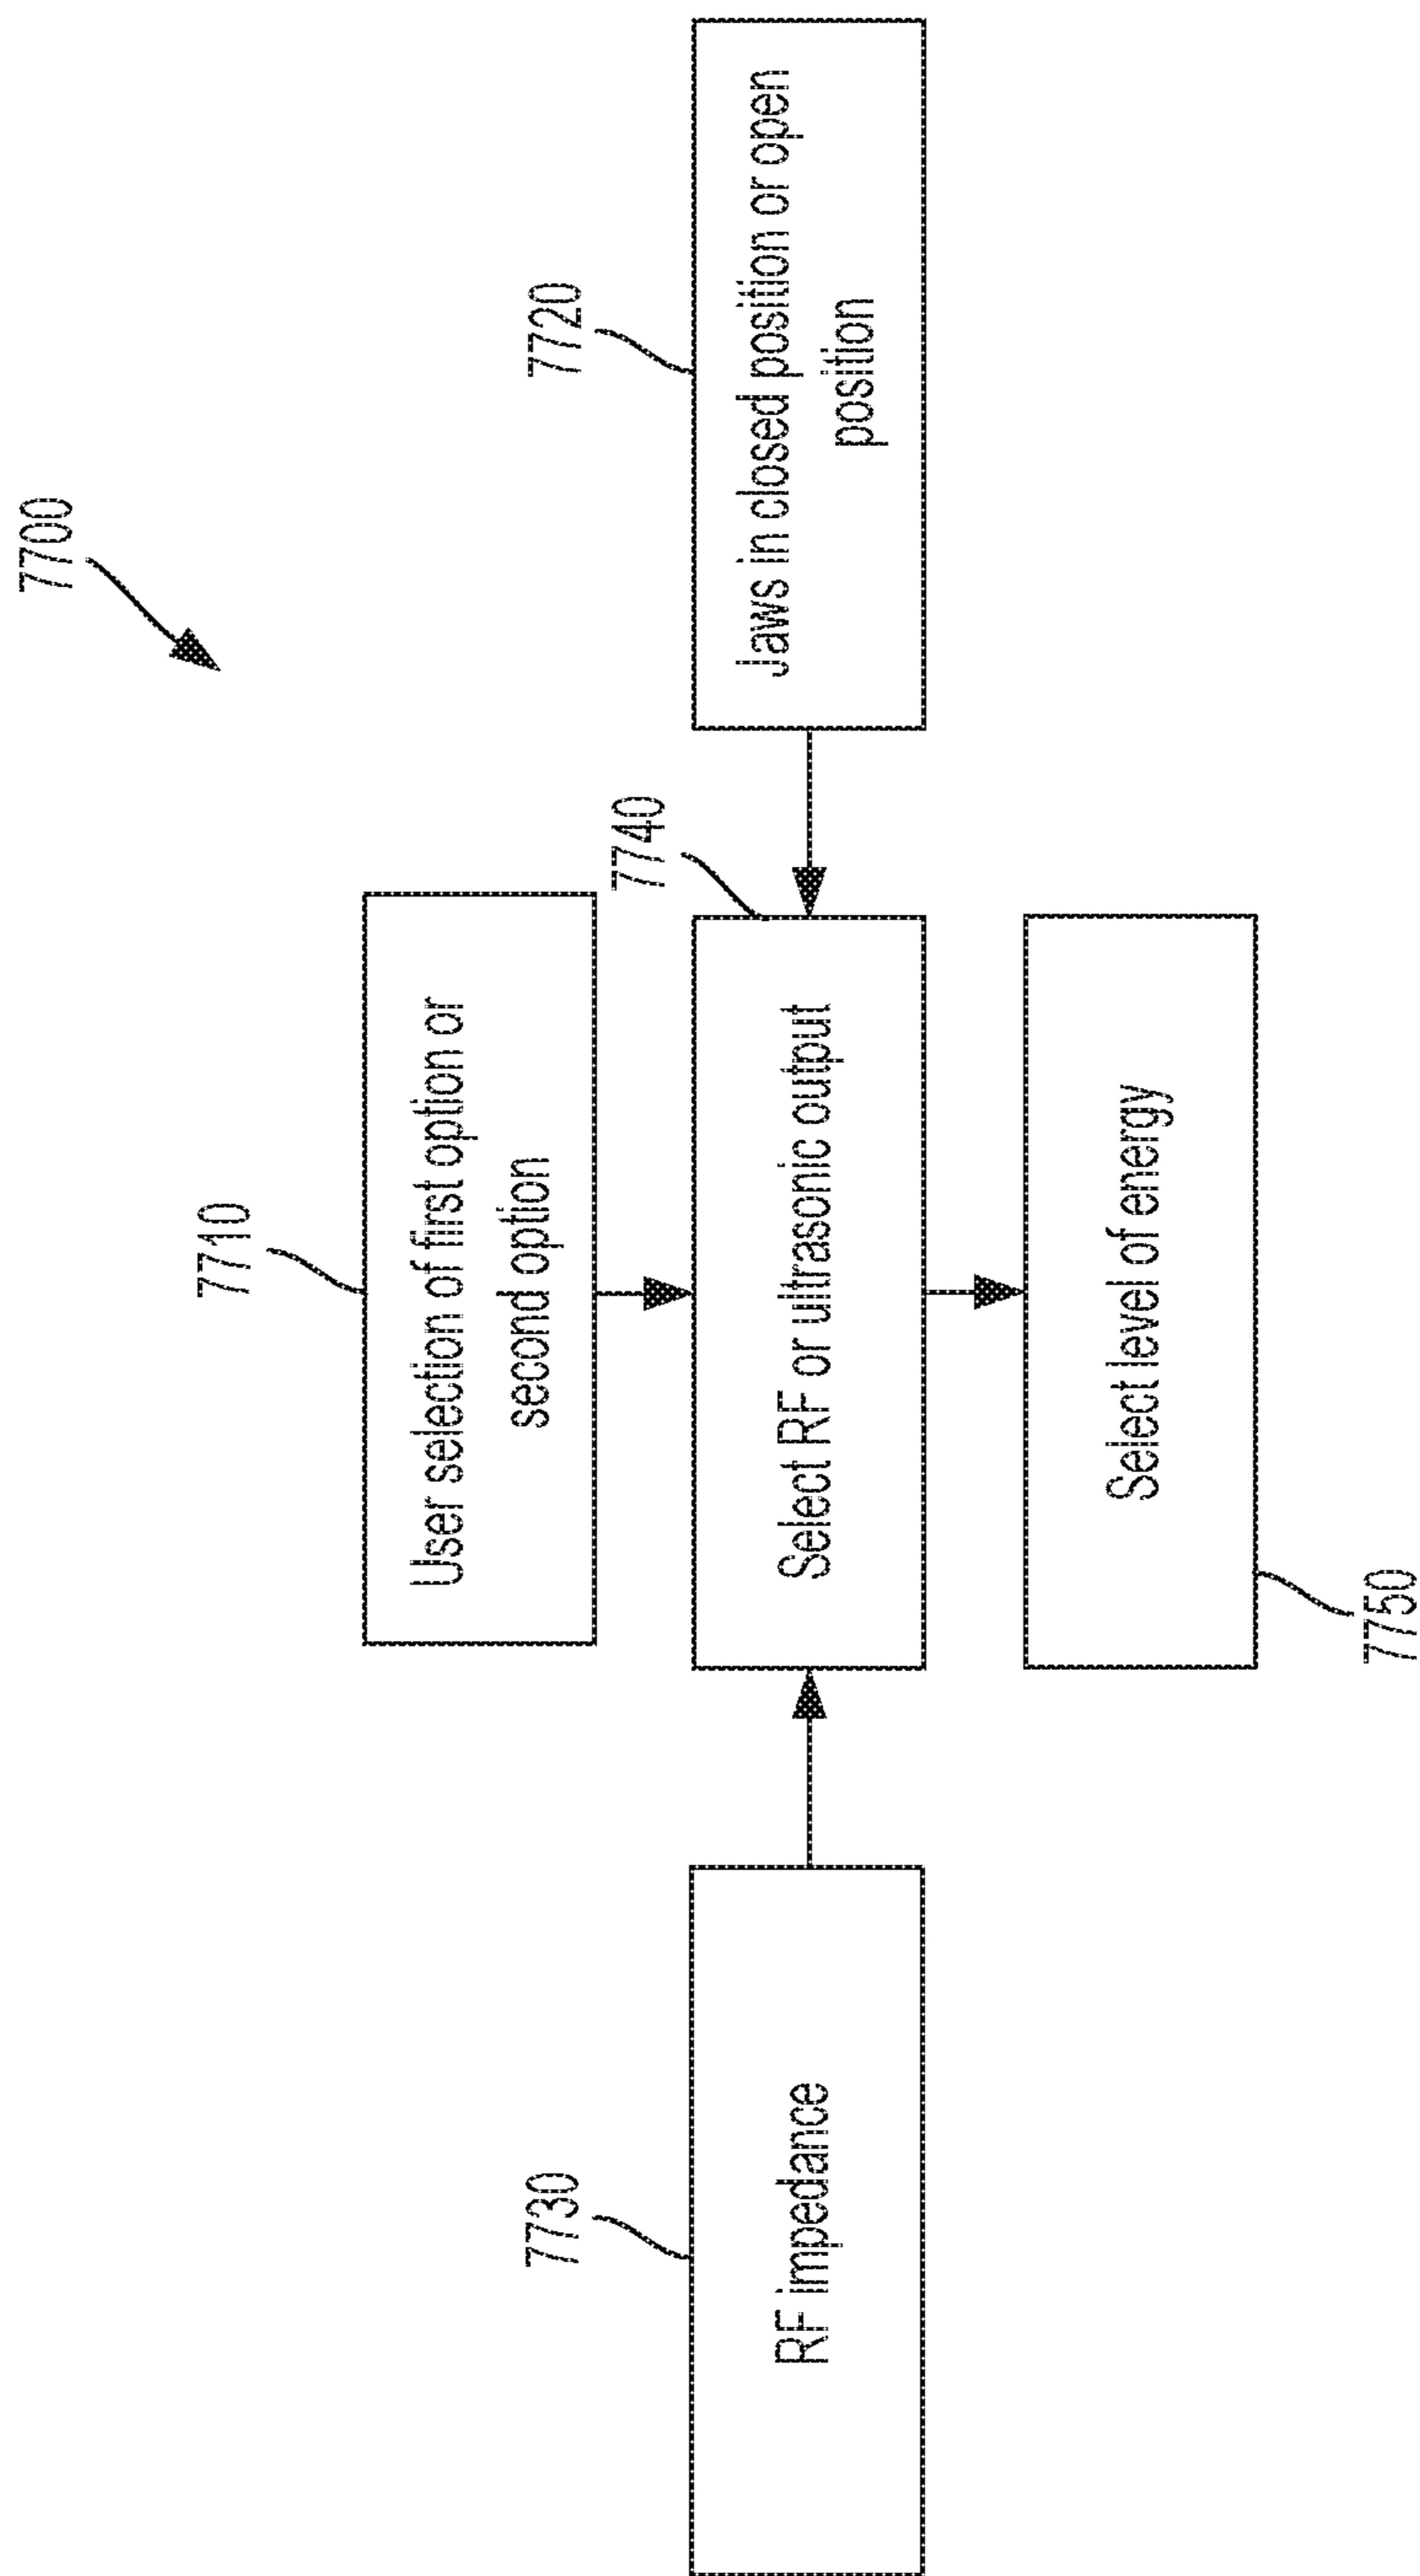 7700
7710
User selection of first option or
second option
7720
Jaws in closed position or open
position
7730
RF impedance
7740
Select RF or ultrasonic output
7750
Select level of energy